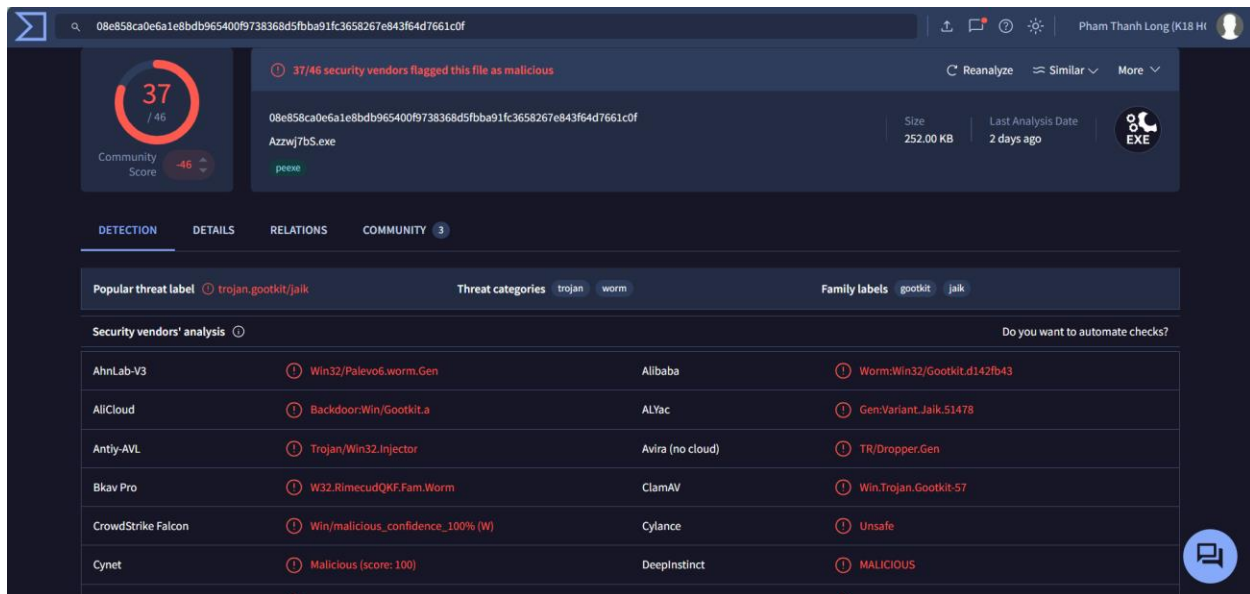 08e858ca0e6a1e8bdb965400f9738368d5fbba91fc3658267e843f64d7661c0f
Pham Thanh Long (K18 H
37
/ 46
Community
Score
-46
37/46 security vendors flagged this file as malicious
Reanalyze
Similar
More
08e858ca0e6a1e8bdb965400f9738368d5fbba91fc3658267e843f64d7661c0f
Azzwj7bS.exe
peexe
Size
252.00 KB
Last Analysis Date
2 days ago
EXE
DETECTION
DETAILS
RELATIONS
COMMUNITY 3
Popular threat label trojan.gootkit/jaik
Threat categories trojan worm
Family labels gootkit jaik
Security vendors' analysis
Do you want to automate checks?
AhnLab-V3 Win32/Palevo6.worm.Gen Alibaba Worm:Win32/Gootkit.d142fb43
AliCloud Backdoor:Win/Gootkit.a ALYac Gen:Variant.Jaik.51478
Antiy-AVL Trojan/Win32.Injector Avira (no cloud) TR/Dropper.Gen
Bkav Pro W32.RimecudQKF.Fam.Worm ClamAV Win.Trojan.Gootkit-57
CrowdStrike Falcon Win/malicious_confidence_100% (W) Cylance Unsafe
Cynet Malicious (score: 100) DeepInstinct MALICIOUS